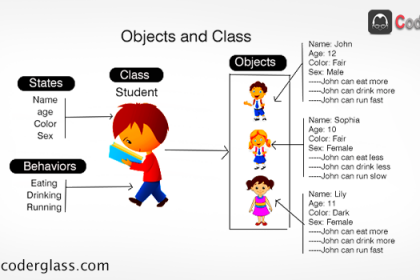 Coder
Objects and Class
States
Name
age
Color
Sex
Behaviors
Eating
Drinking
Running
Class
Student
Objects
Name: John
Age: 12
Color: Fair
Sex: Male
-----John can eat more
-----John can drink more
-----John can run fast
Name: Sophia
Age: 10
Color: Fair
Sex: Female
-----John can eat less
-----John can drink less
-----John can run slow
Name: Lily
Age: 11
Color: Dark
Sex: Female
-----John can eat more
-----John can drink more
-----John can run fast
coderglass.com